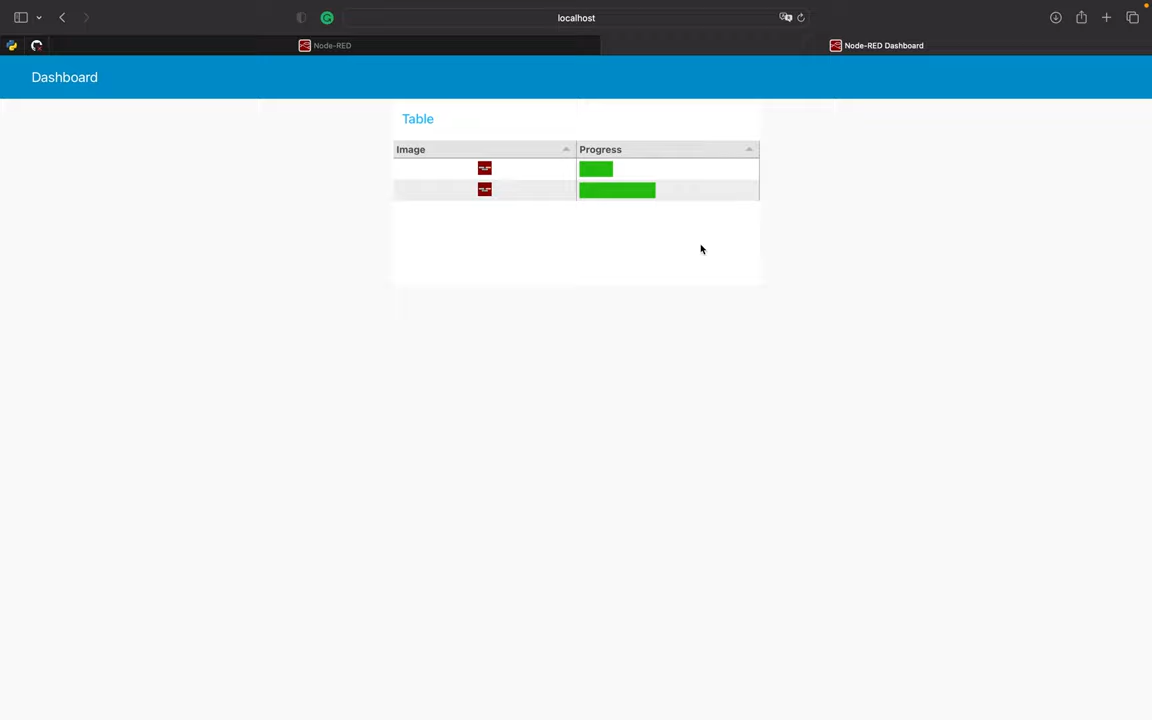 localhost
Node-RED
Node-RED Dashboard
Dashboard
Table
Image Progress